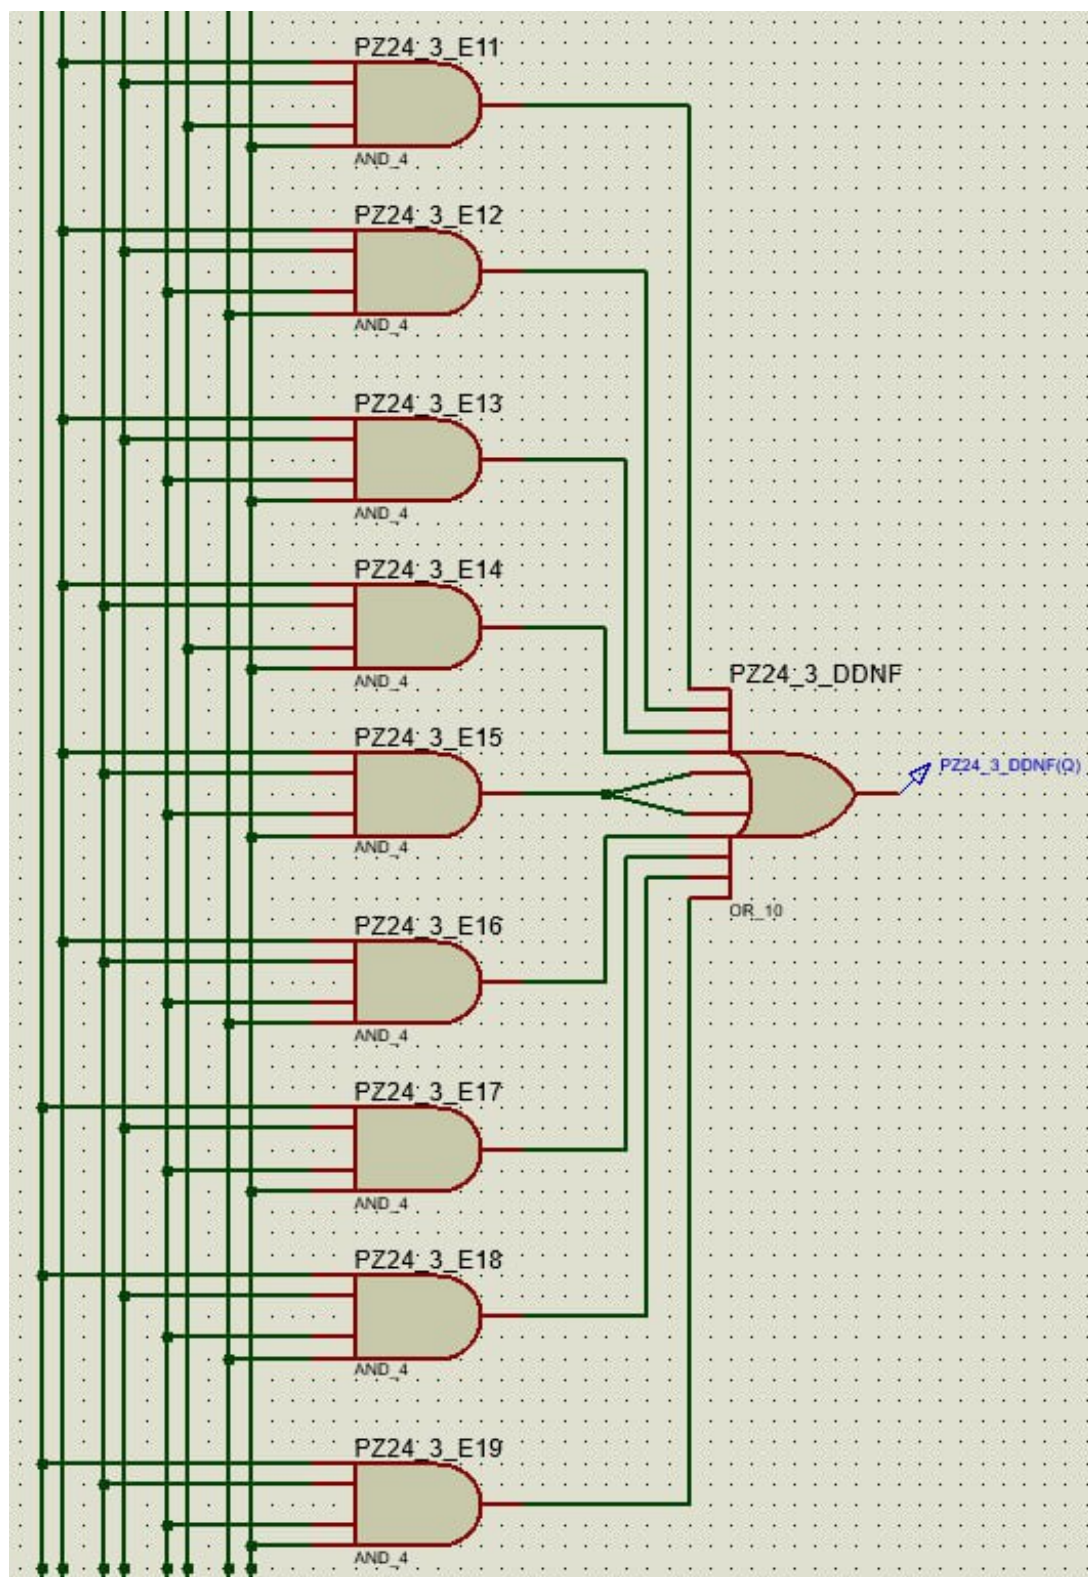 PZ24_3_E11
AND_4
PZ24_3_E12
AND_4
PZ24_3_E13
AND_4
PZ24_3_E14
AND_4
PZ24_3_DDNF
PZ24_3_E15
PZ24_3_DDNF(Q)
AND_4
OR_10
PZ24_3_E16
AND_4
PZ24_3_E17
AND_4
PZ24_3_E18
AND_4
PZ24_3_E19
AND_4